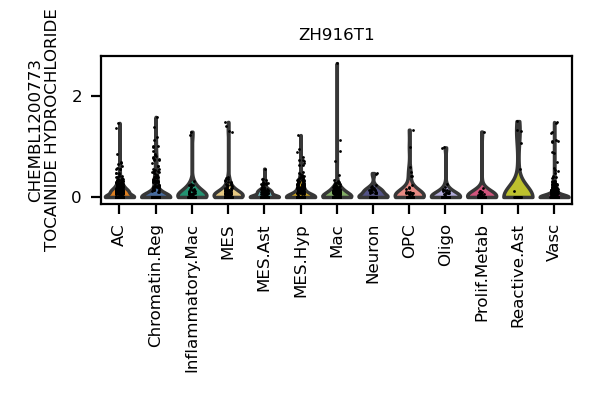 ZH916T1
CHEMBL1200773
TOCAINIDE HYDROCHLORIDE
2
0
AC
Chromatin.Reg
Inflammatory.Mac
MES
MES.Ast
MES.Hyp
Mac
Neuron
OPC
Oligo
Prolif.Metab
Reactive.Ast
Vasc